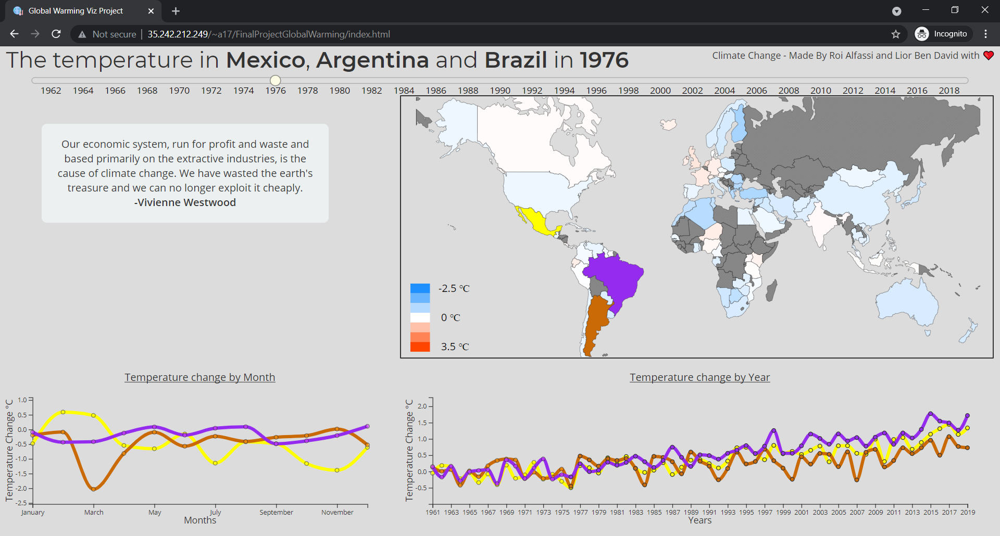 Global Warming Viz Project
Not secure | 35.242.212.249/~a17/FinalProjectGlobalWarming/index.html
Incognito
The temperature in Mexico, Argentina and Brazil in 1976
Climate Change - Made By Roi Alfassi and Lior Ben David with ❤
1962 1964 1966 1968 1970 1972 1974 1976 1978 1980 1982 1984 1986 1988 1990 1992 1994 1996 1998 2000 2002 2004 2006 2008 2010 2012 2014 2016 2018
Our economic system, run for profit and waste and
based primarily on the extractive industries, is the
cause of climate change. We have wasted the earth's
treasure and we can no longer exploit it cheaply.
-Vivienne Westwood
-2.5 °C
0 °C
3.5 °C
Temperature change by Month
Temperature Change °C
1.0
0.5
0.0
-0.5
-1.0
-1.5
-2.0
-2.5
January March May July September November
Months
Temperature change by Year
Temperature Change °C
2.0
1.5
1.0
0.5
0.0
-0.5
1961 1963 1965 1967 1969 1971 1973 1975 1977 1979 1981 1983 1985 1987 1989 1991 1993 1995 1997 1999 2001 2003 2005 2007 2009 2011 2013 2015 2017 2019
Years